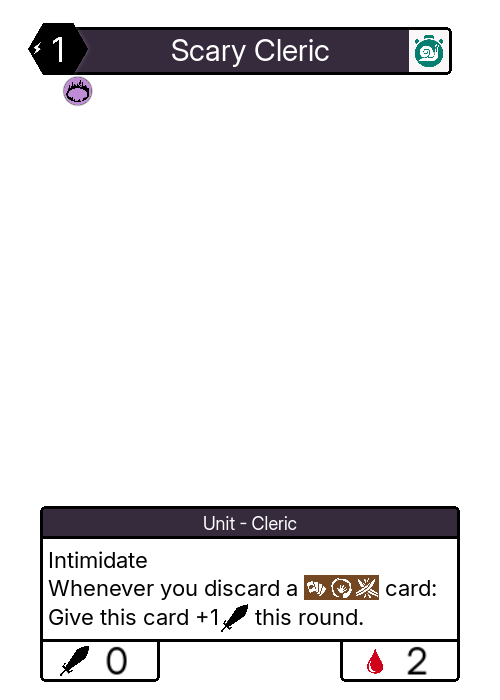 1
Scary Cleric
Unit - Cleric
Intimidate
Whenever you discard a card:
Give this card +1 this round.
0
2